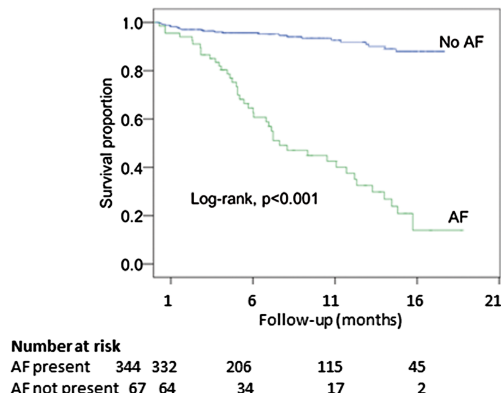 1.0
0.8
0.6
0.4
0.2
0.0
Survival proportion
No AF
AF
Log-rank, p<0.001
1 6 11 16 21
Follow-up (months)
Number at risk
AF present 344 332 206 115 45
AF not present 67 64 34 17 2